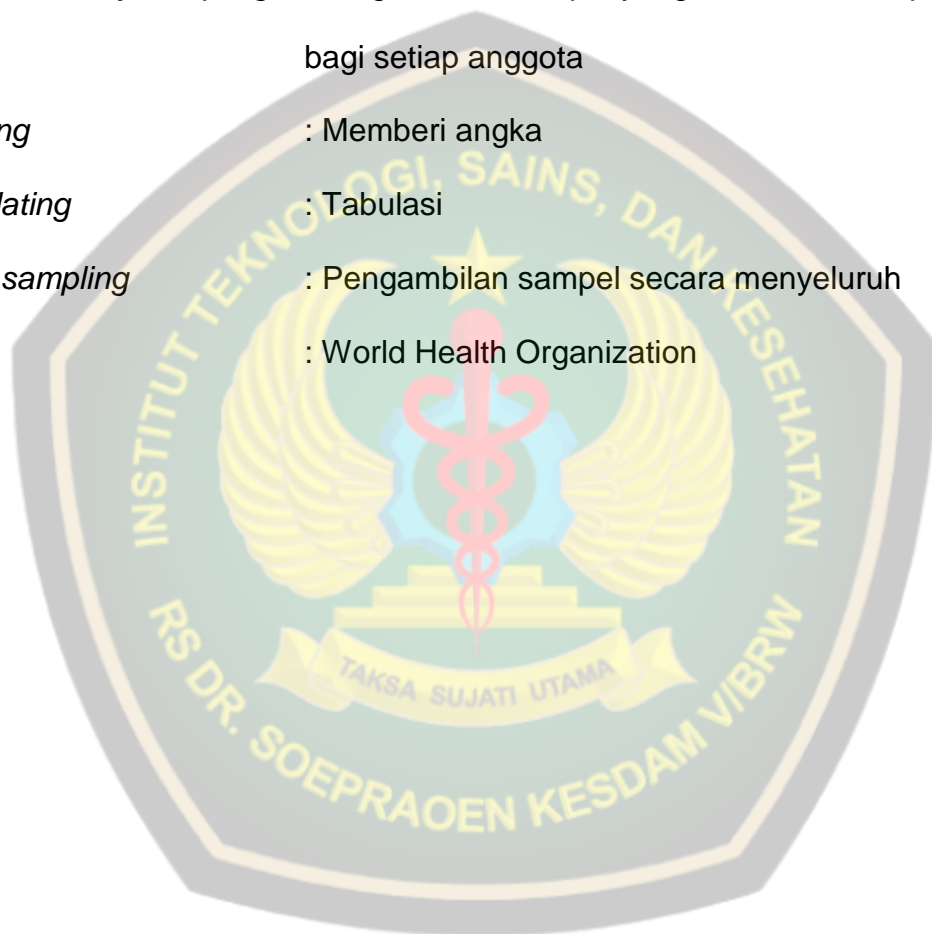 bagi setiap anggota
ng : Memberi angka
lating : Tabulasi
sampling : Pengambilan sampel secara menyeluruh
: World Health Organization
INSTITUT TEKNOLOGI, SAINS, DAN KESEHATAN
TAKSA SUJATI UTAMA
RS DR. SOEPRAOEN KESDAM V/BRW